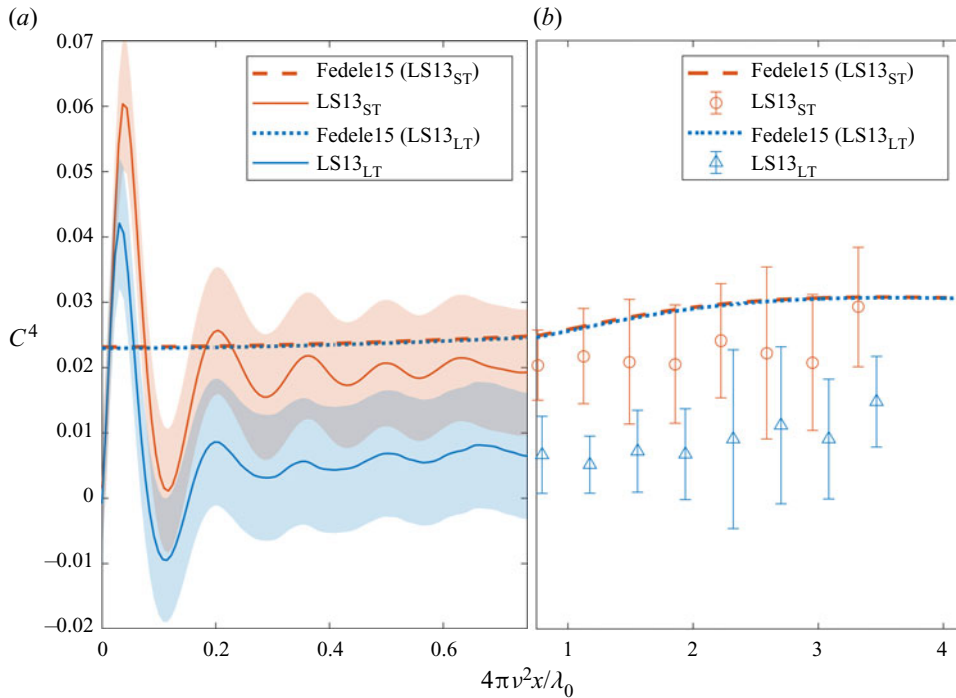 (a)
(b)
0.07
0.06
0.05
0.04
0.03
C⁴
0.02
0.01
0
–0.01
–0.02
Fedele15 (LS13ST)
LS13ST
Fedele15 (LS13LT)
LS13LT
Fedele15 (LS13ST)
LS13ST
Fedele15 (LS13LT)
LS13LT
0 0.2 0.4 0.6
1 2 3 4
4πν²x/λ₀